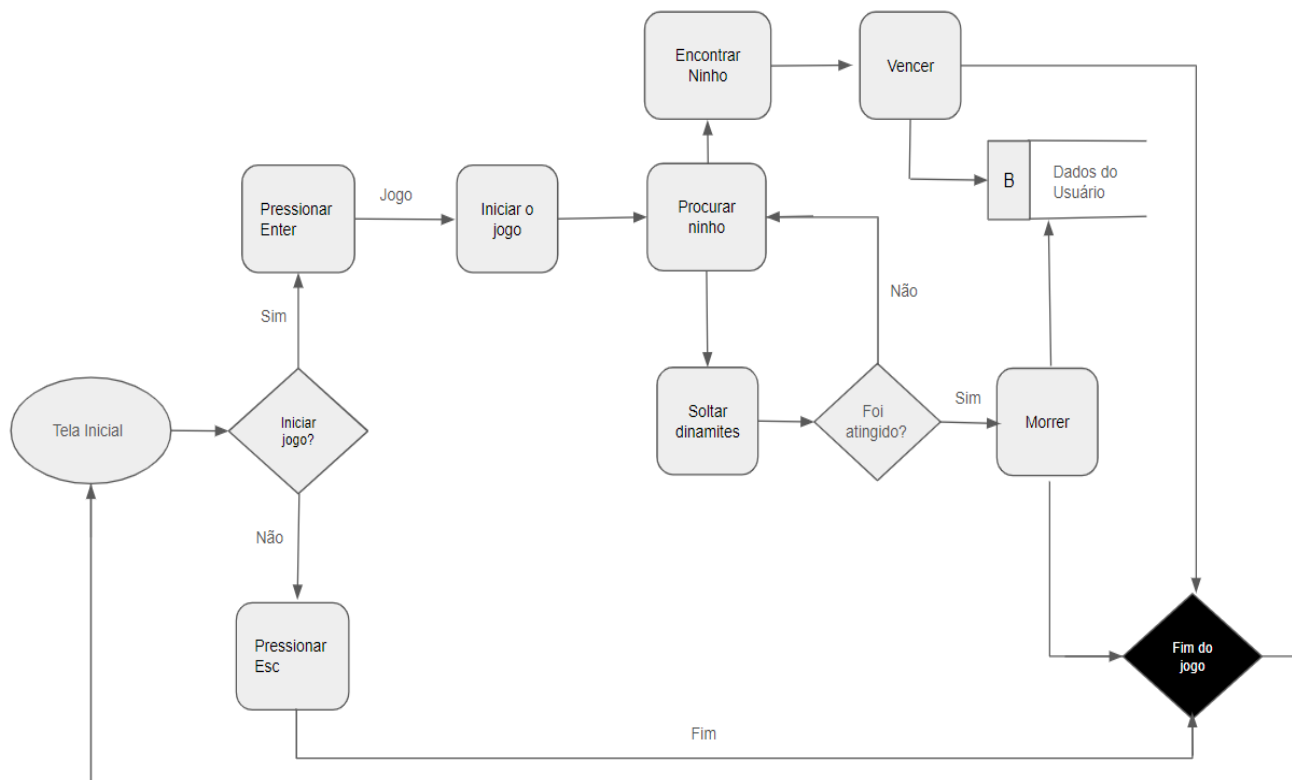 Encontrar
Ninho
Vencer
B
Dados do
Usuário
Pressionar
Enter
Jogo
Iniciar o
jogo
Procurar
ninho
Não
Sim
Tela Inicial
Iniciar
jogo?
Soltar
dinamites
Foi
atingido?
Sim
Morrer
Não
Pressionar
Esc
Fim do
jogo
Fim